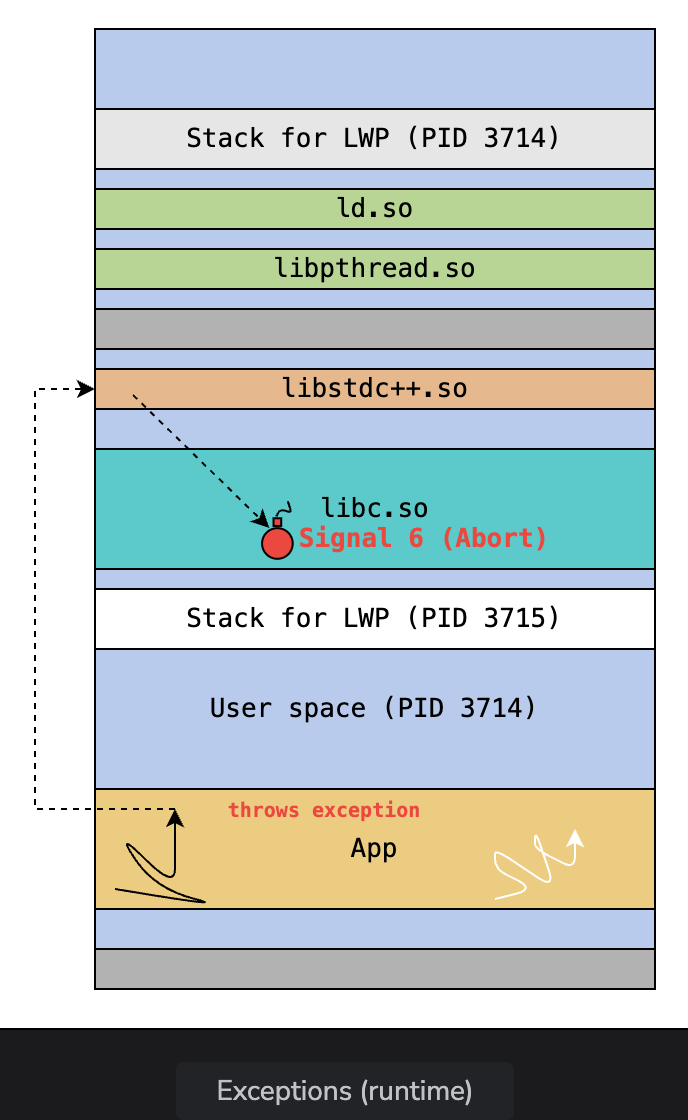 Stack for LWP (PID 3714)
ld.so
libpthread.so
libstdc++.so
libc.so
Signal 6 (Abort)
Stack for LWP (PID 3715)
User space (PID 3714)
throws exception
App
Exceptions (runtime)